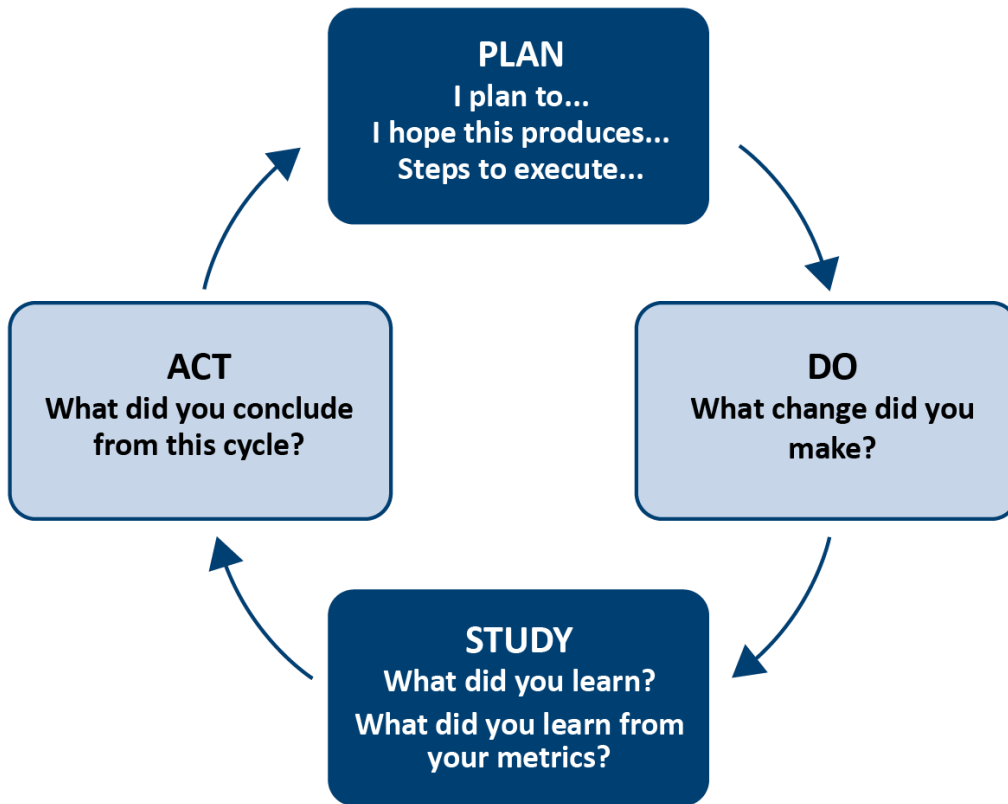 PLAN
I plan to...
I hope this produces...
Steps to execute...
DO
What change did you
make?
STUDY
What did you learn?
What did you learn from
your metrics?
ACT
What did you conclude
from this cycle?